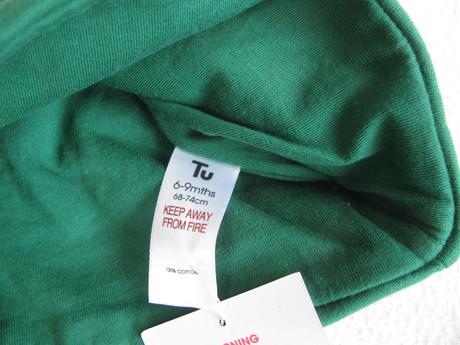 Tu
6-9mths
68-74cm
KEEP AWAY
FROM FIRE
100% COTTON